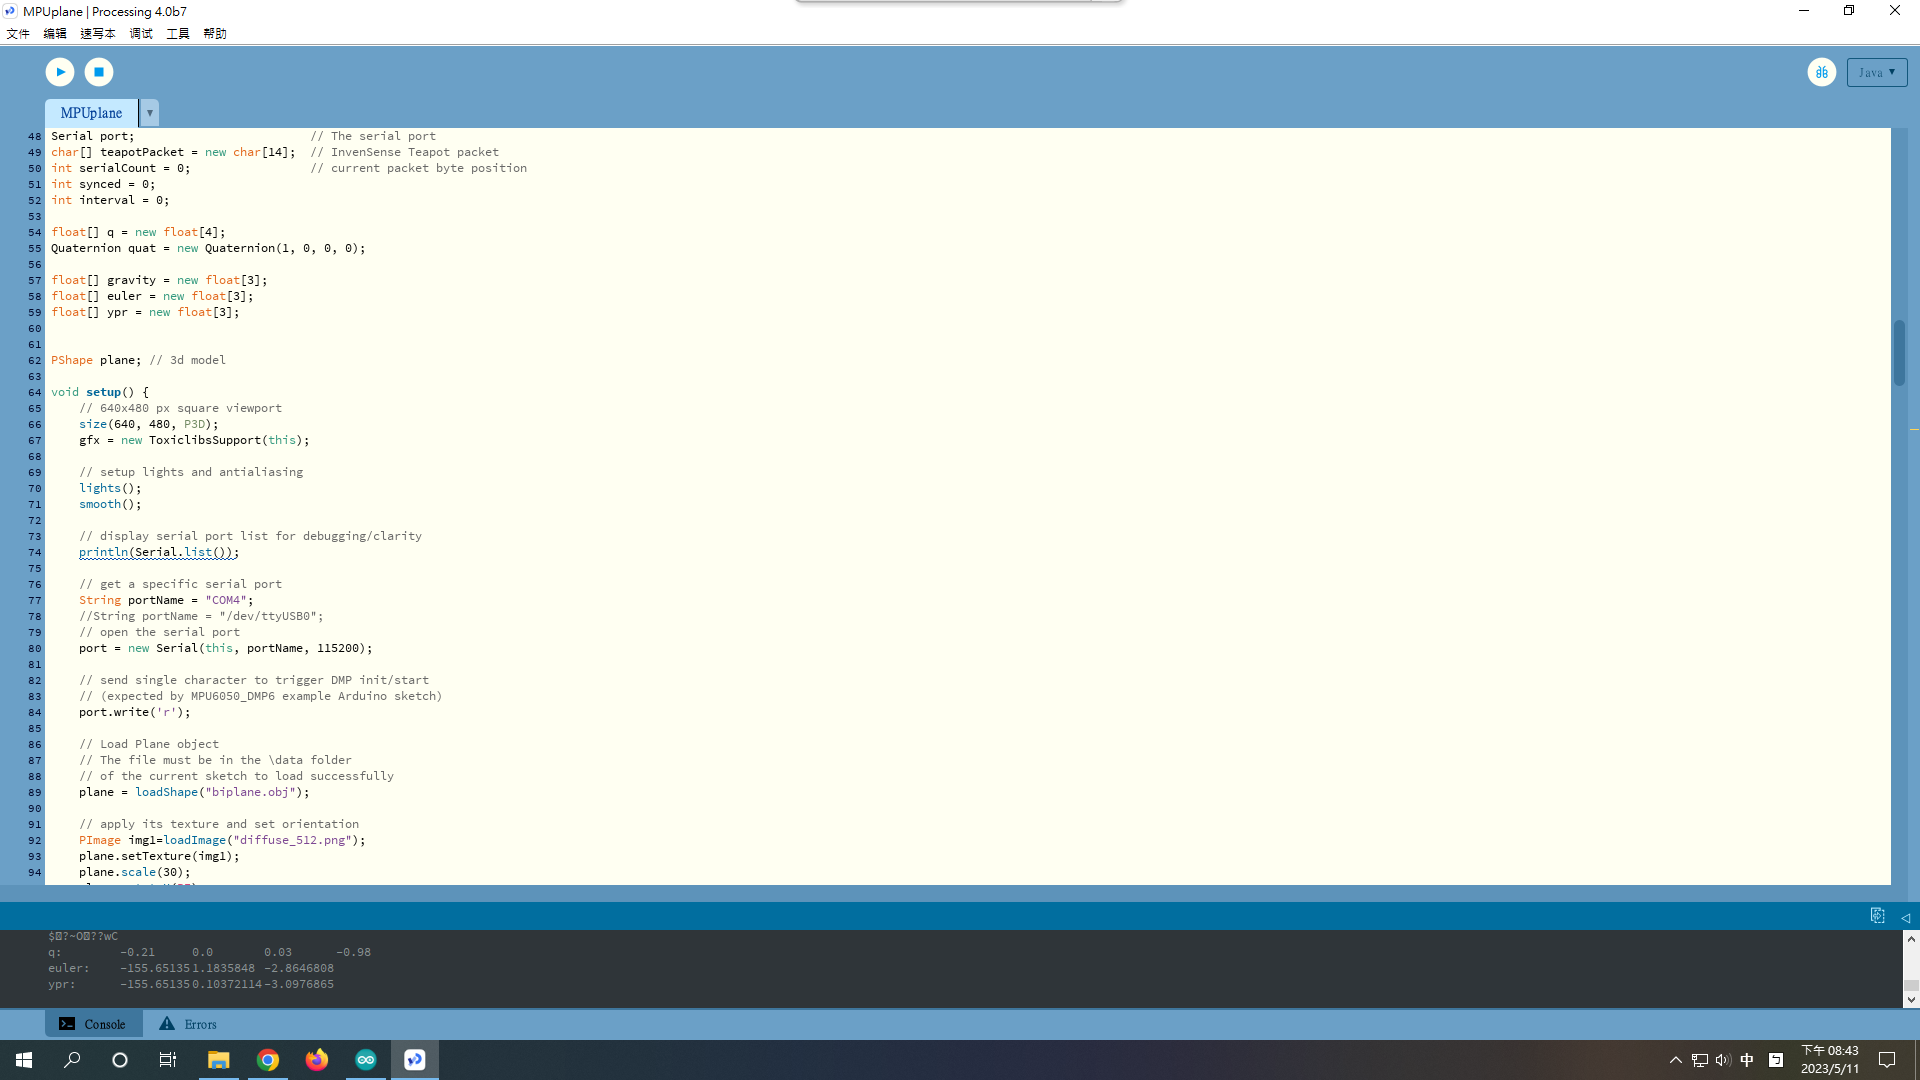 MPUplane | Processing 4.0b7
文件 编辑 速写本 调试 工具 帮助
Java ▼
MPUplane ▼
48 Serial port; // The serial port
49 char[] teapotPacket = new char[14]; // InvenSense Teapot packet
50 int serialCount = 0; // current packet byte position
51 int synced = 0;
52 int interval = 0;
53
54 float[] q = new float[4];
55 Quaternion quat = new Quaternion(1, 0, 0, 0);
56
57 float[] gravity = new float[3];
58 float[] euler = new float[3];
59 float[] ypr = new float[3];
60
61
62 PShape plane; // 3d model
63
64 void setup() {
65 // 640x480 px square viewport
66 size(640, 480, P3D);
67 gfx = new ToxiclibsSupport(this);
68
69 // setup lights and antialiasing
70 lights();
71 smooth();
72
73 // display serial port list for debugging/clarity
74 println(Serial.list());
75
76 // get a specific serial port
77 String portName = "COM4";
78 //String portName = "/dev/ttyUSB0";
79 // open the serial port
80 port = new Serial(this, portName, 115200);
81
82 // send single character to trigger DMP init/start
83 // (expected by MPU6050_DMP6 example Arduino sketch)
84 port.write('r');
85
86 // Load Plane object
87 // The file must be in the \data folder
88 // of the current sketch to load successfully
89 plane = loadShape("biplane.obj");
90
91 // apply its texture and set orientation
92 PImage img1=loadImage("diffuse_512.png");
93 plane.setTexture(img1);
94 plane.scale(30);
q: -0.21 0.0 0.03 -0.98
euler: -155.65135 1.1835848 -2.8646808
ypr: -155.65135 0.10372114 -3.0976865
Console Errors
中 下午 08:43
2023/5/11